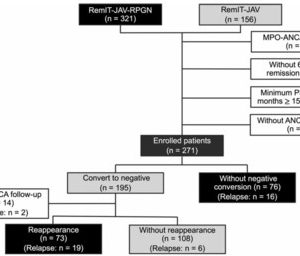 RemIT-JAV-RPGN
(n = 321)
RemIT-JAV
(n = 156)
MPO-ANCA
(n =
Without 6
remission
(n =
Minimum P
months ≥ 15
Without ANC
(n =
Enrolled patients
(n = 271)
Convert to negative
(n = 195)
Without negative
conversion (n = 76)
(Relapse: n = 16)
CA follow-up
= 14)
e: n = 2)
Reappearance
(n = 73)
(Relapse: n = 19)
Without reappearance
(n = 108)
(Relapse: n = 6)